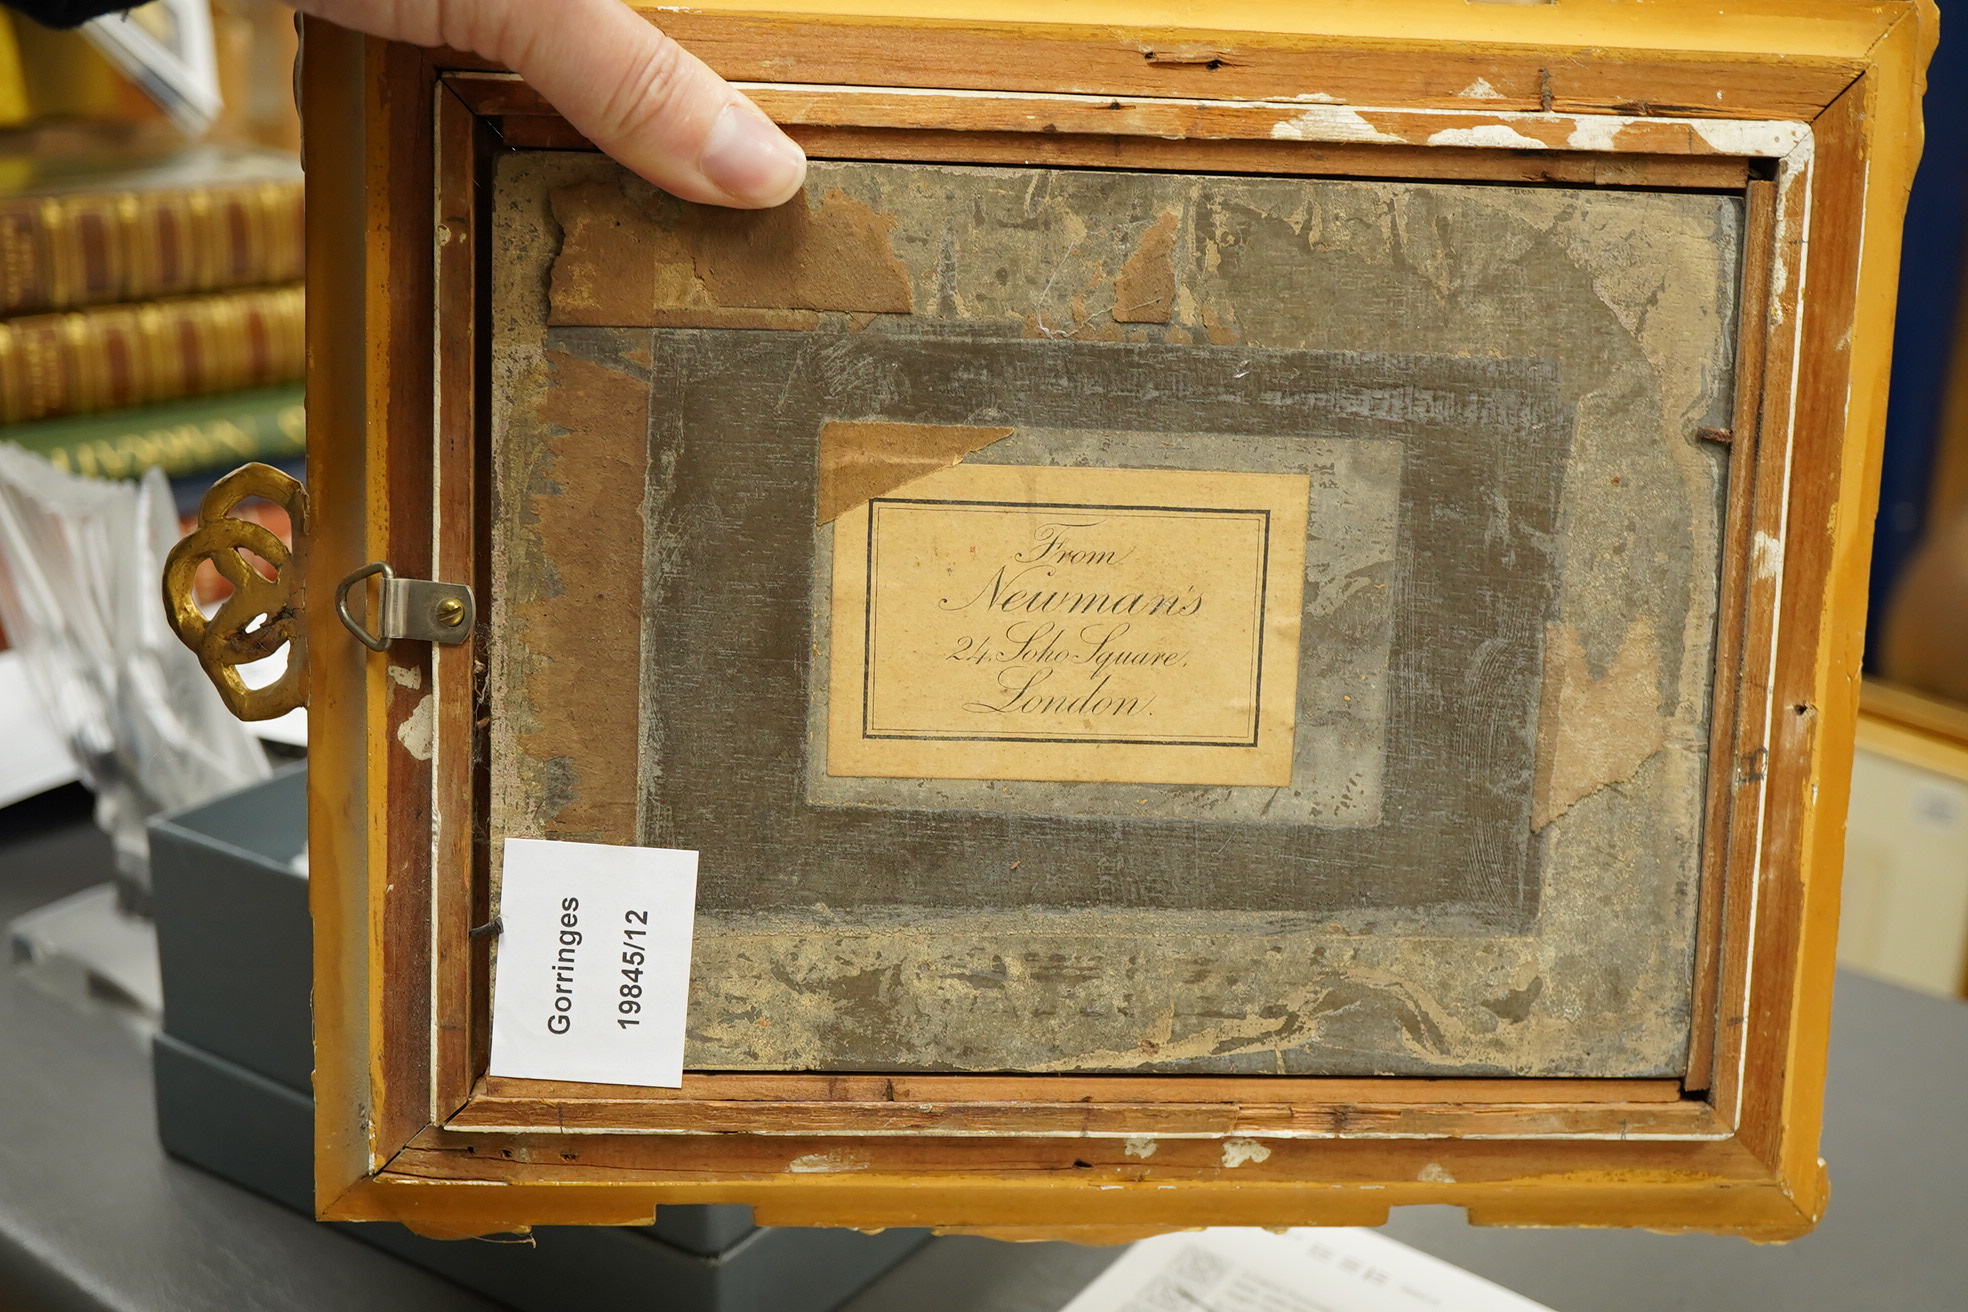 From
Newman's
24, Soho Square,
London.
Gorringes
19845/12